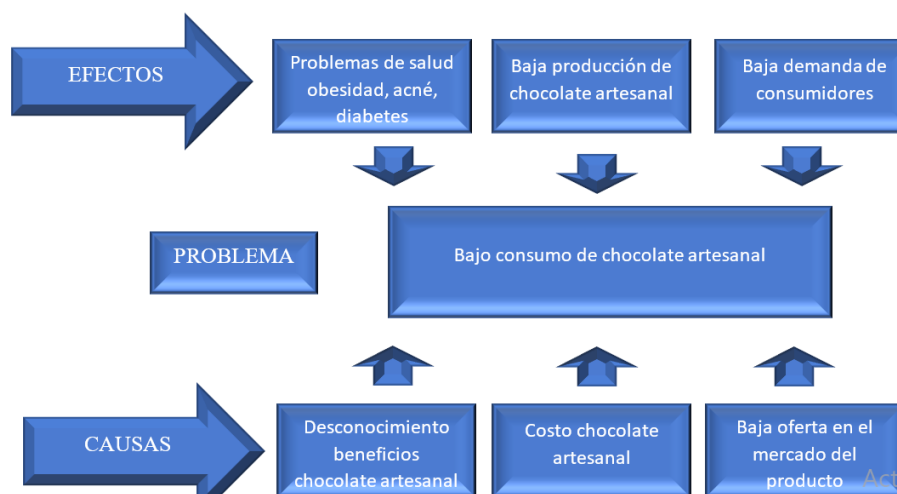 EFECTOS
Problemas de salud
obesidad, acné,
diabetes
Baja producción de
chocolate artesanal
Baja demanda de
consumidores
PROBLEMA
Bajo consumo de chocolate artesanal
CAUSAS
Desconocimiento
beneficios
chocolate artesanal
Costo chocolate
artesanal
Baja oferta en el
mercado del
producto
Act